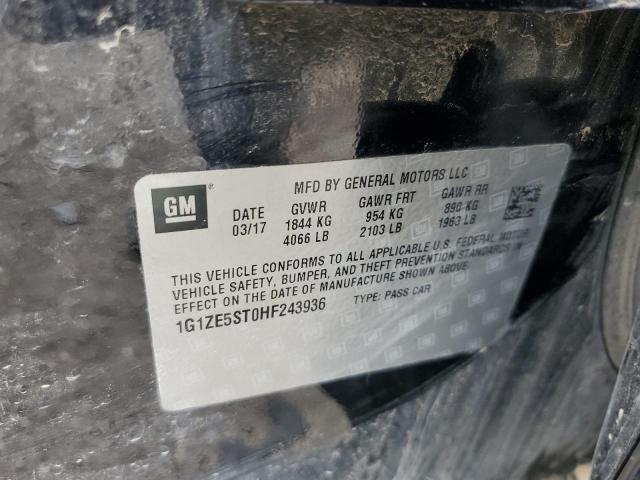 MFD BY GENERAL MOTORS LLC
GM ®
DATE GVWR GAWR FRT GAWR RR
03/17 1844 KG 954 KG 890 KG
4066 LB 2103 LB 1963 LB
THIS VEHICLE CONFORMS TO ALL APPLICABLE U.S. FEDERAL MOTOR
VEHICLE SAFETY, BUMPER, AND THEFT PREVENTION STANDARDS IN
EFFECT ON THE DATE OF MANUFACTURE SHOWN ABOVE.
1G1ZE5ST0HF243936 TYPE: PASS CAR